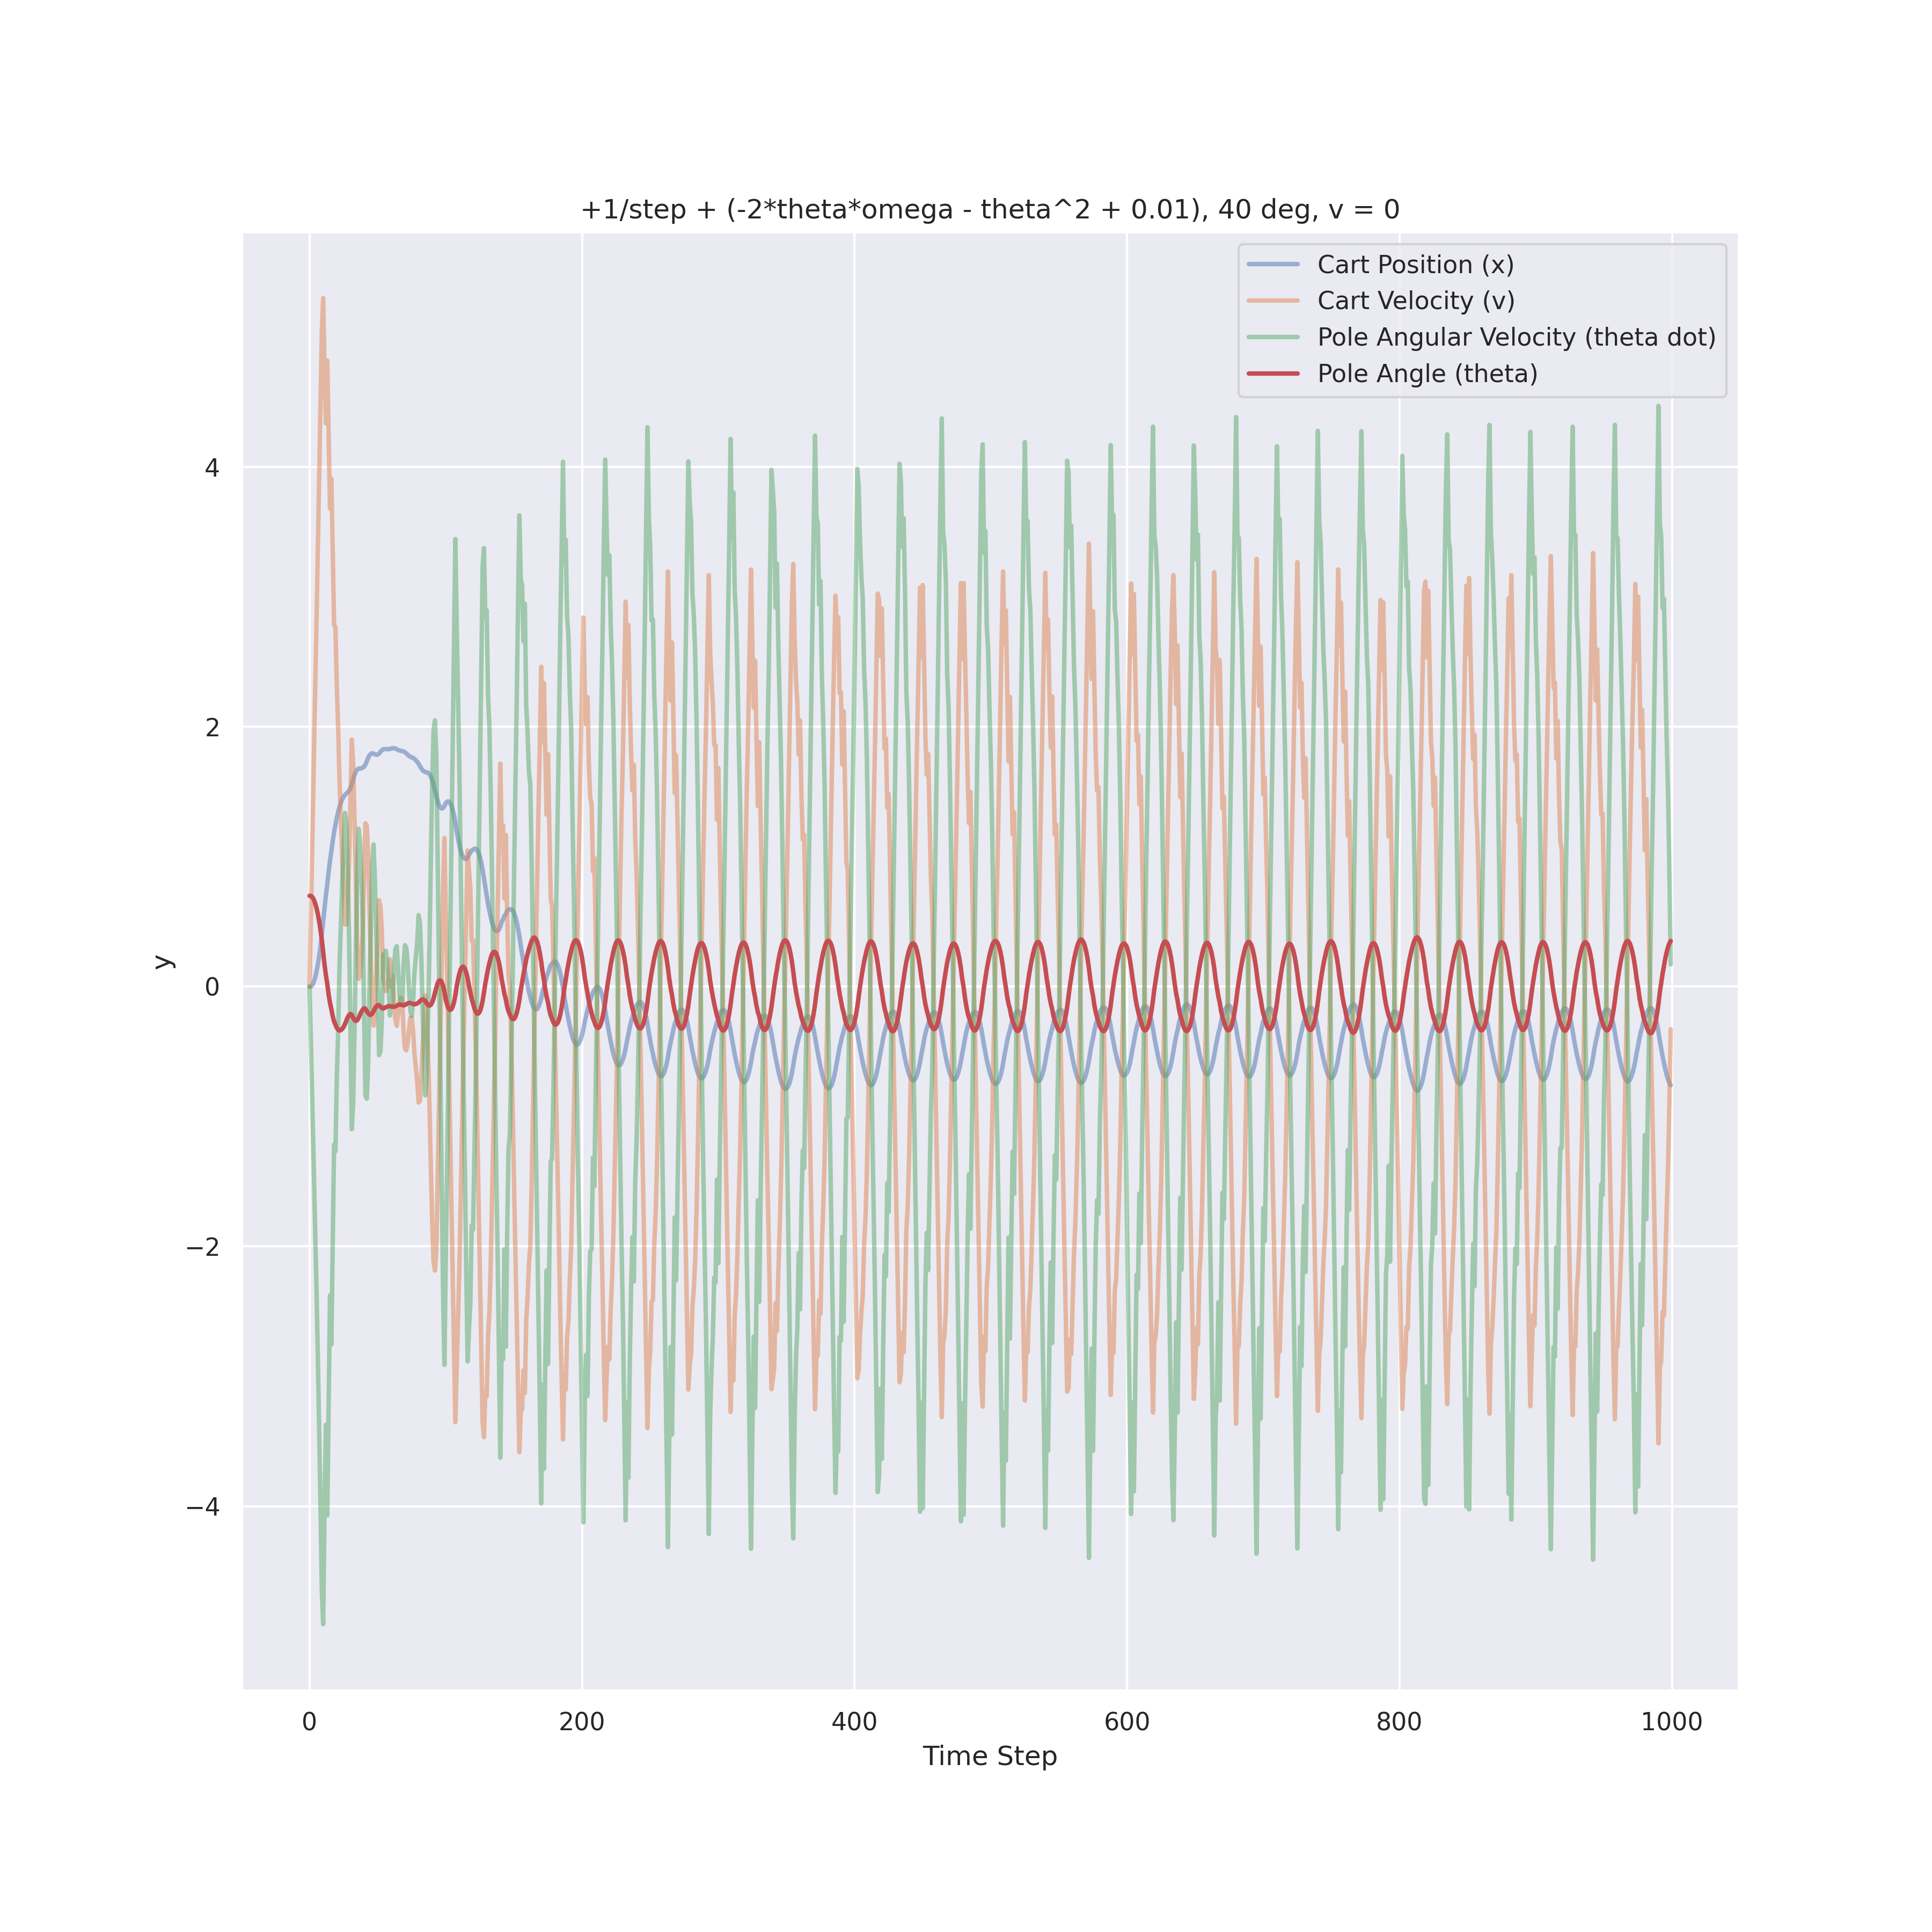 +1/step + (-2*theta*omega - theta^2 + 0.01), 40 deg, v = 0
Cart Position (x)
Cart Velocity (v)
Pole Angular Velocity (theta dot)
Pole Angle (theta)
4
2
0
−2
−4
y
0 200 400 600 800 1000
Time Step